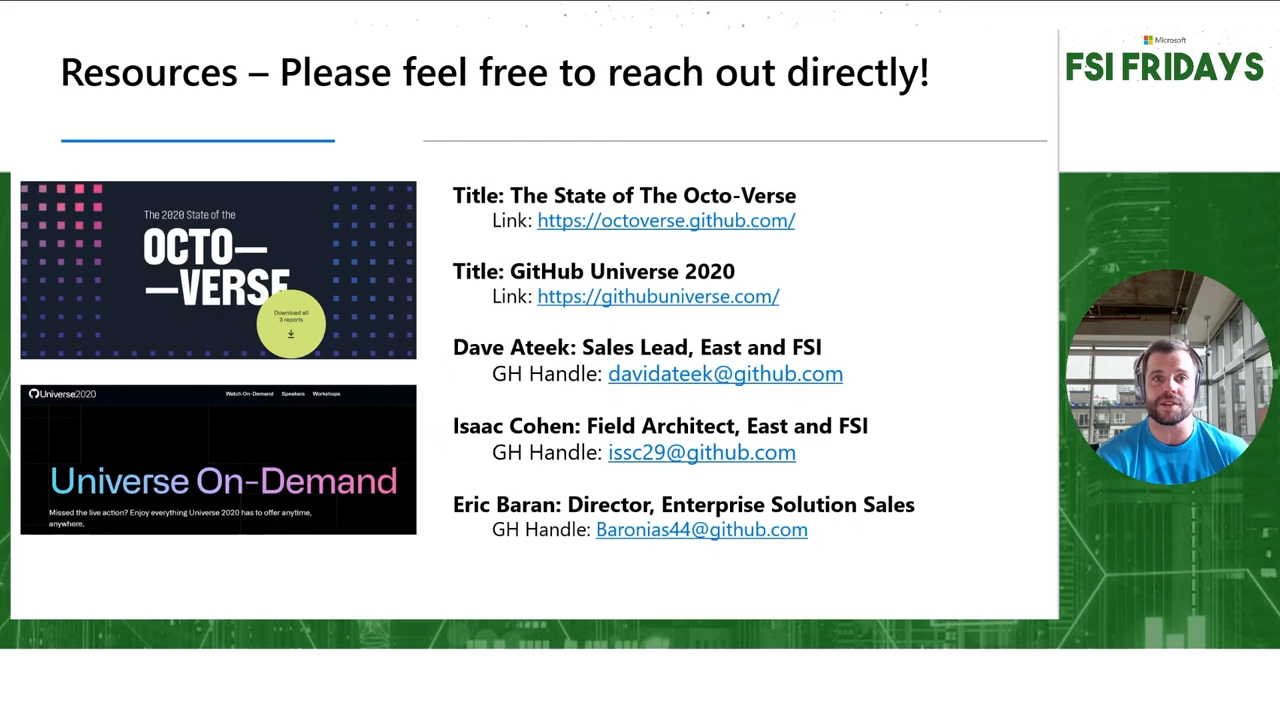 Resources – Please feel free to reach out directly!
Microsoft
FSI FRIDAYS
The 2020 State of the
OCTO—
—VERSE
Download all
3 reports
Title: The State of The Octo-Verse
Link: https://octoverse.github.com/
Title: GitHub Universe 2020
Link: https://githubuniverse.com/
Dave Ateek: Sales Lead, East and FSI
GH Handle: davidateek@github.com
Isaac Cohen: Field Architect, East and FSI
GH Handle: issc29@github.com
Eric Baran: Director, Enterprise Solution Sales
GH Handle: Baronias44@github.com
Universe2020
Watch On-Demand Speakers Workshops
Universe On-Demand
Missed the live action? Enjoy everything Universe 2020 has to offer anytime,
anywhere.